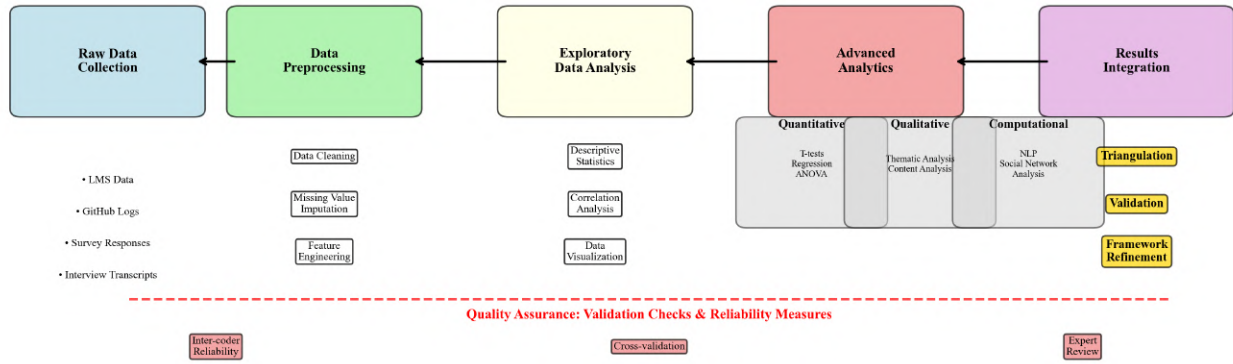 Raw Data
Collection
Data
Preprocessing
Exploratory
Data Analysis
Advanced
Analytics
Results
Integration
• LMS Data
• GitHub Logs
• Survey Responses
• Interview Transcripts
Data Cleaning
Missing Value
Imputation
Feature
Engineering
Descriptive
Statistics
Correlation
Analysis
Data
Visualization
Quantitative
T-tests
Regression
ANOVA
Qualitative
Thematic Analysis
Content Analysis
Computational
NLP
Social Network
Analysis
Triangulation
Validation
Framework
Refinement
Quality Assurance: Validation Checks & Reliability Measures
Inter-coder
Reliability
Cross-validation
Expert
Review